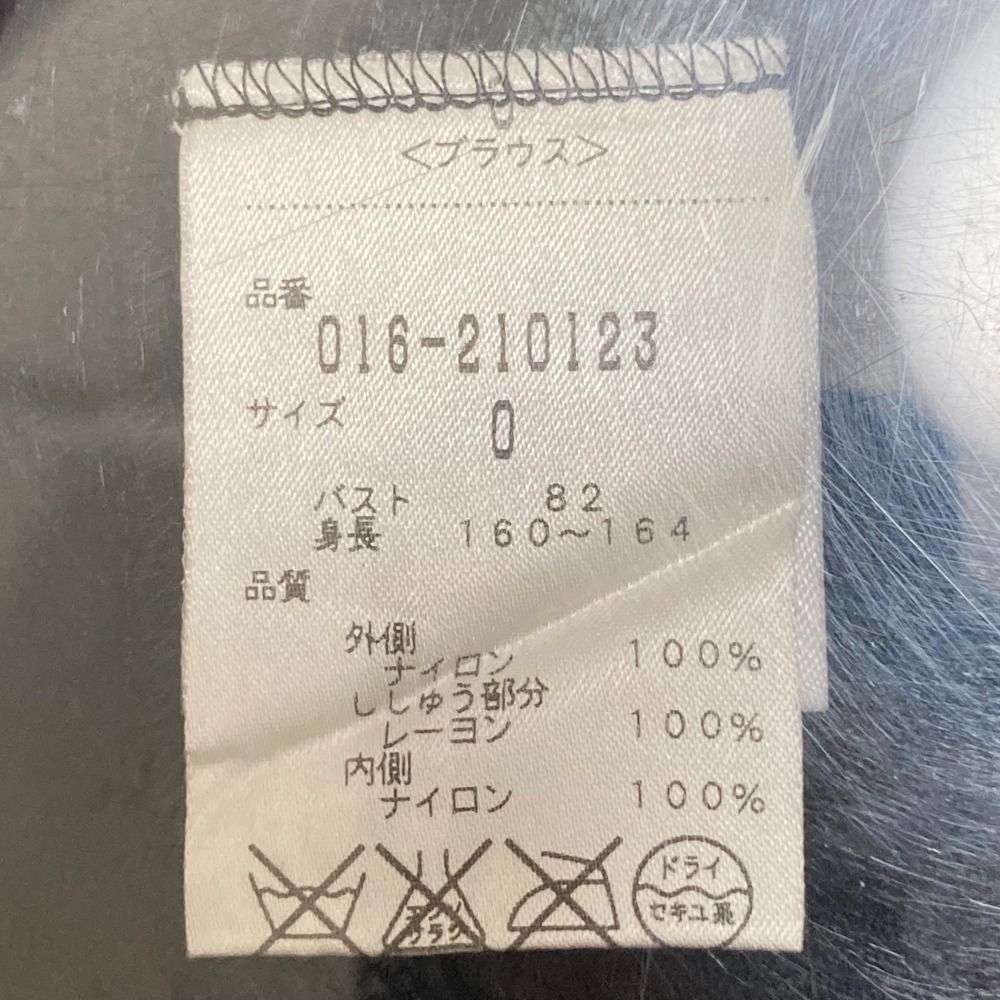 <ブラウス>
品番
016-210123
サイズ 0
バスト 82
身長 160〜164
品質
外側
ナイロン 100%
ししゅう部分
レーヨン 100%
内側
ナイロン 100%
ドライ
セキユ系